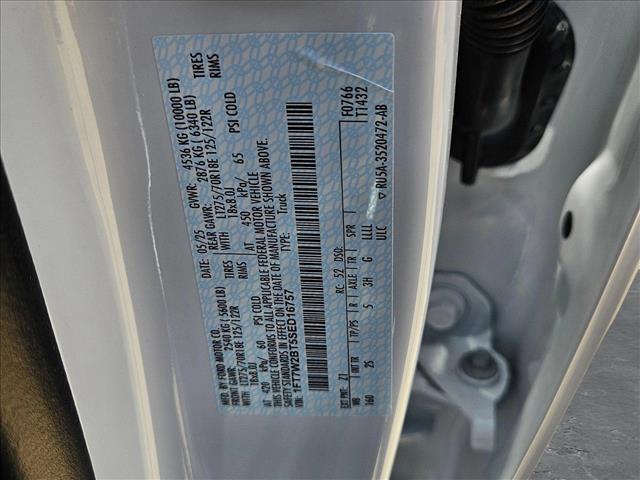 MFD. BY FORD MOTOR CO. DATE: 05/25 GVWR: 4536 KG (10000 LB)
FRONT GAWR: 2540 KG (5600 LB) REAR GAWR: 2876 KG (6340 LB)
LT275/70R18E 125/122R WITH LT275/70R18E 125/122R TIRES
18x8.0J RIMS 18x8.0J RIMS
AT 420 kPa/ 60 PSI COLD AT 450 kPa/ 65 PSI COLD
THIS VEHICLE CONFORMS TO ALL APPLICABLE FEDERAL MOTOR VEHICLE
SAFETY STANDARDS IN EFFECT ON THE DATE OF MANUFACTURE SHOWN ABOVE.
VIN: 1FT7W2BT5SED16757 TYPE: Truck
F0766
T1432
EXT PNT: Z1 RC: 52 DSO:
WB INT TR TP/PS R AXLE TR SPR
160 2S 5 3H G LLLL
ULC ▽ RU5A-3520472-AB